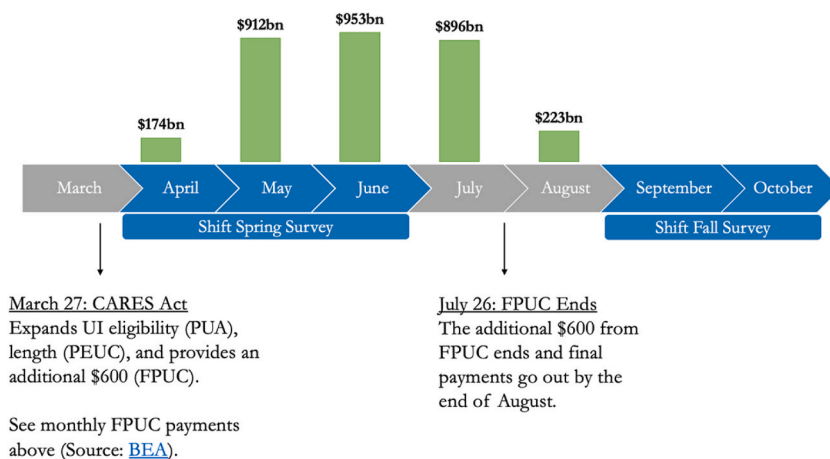 $174bn
$912bn
$953bn
$896bn
$223bn
March
April
May
June
July
August
September
October
Shift Spring Survey
Shift Fall Survey
March 27: CARES Act
Expands UI eligibility (PUA),
length (PEUC), and provides an
additional $600 (FPUC).
See monthly FPUC payments
above (Source: BEA).
July 26: FPUC Ends
The additional $600 from
FPUC ends and final
payments go out by the
end of August.